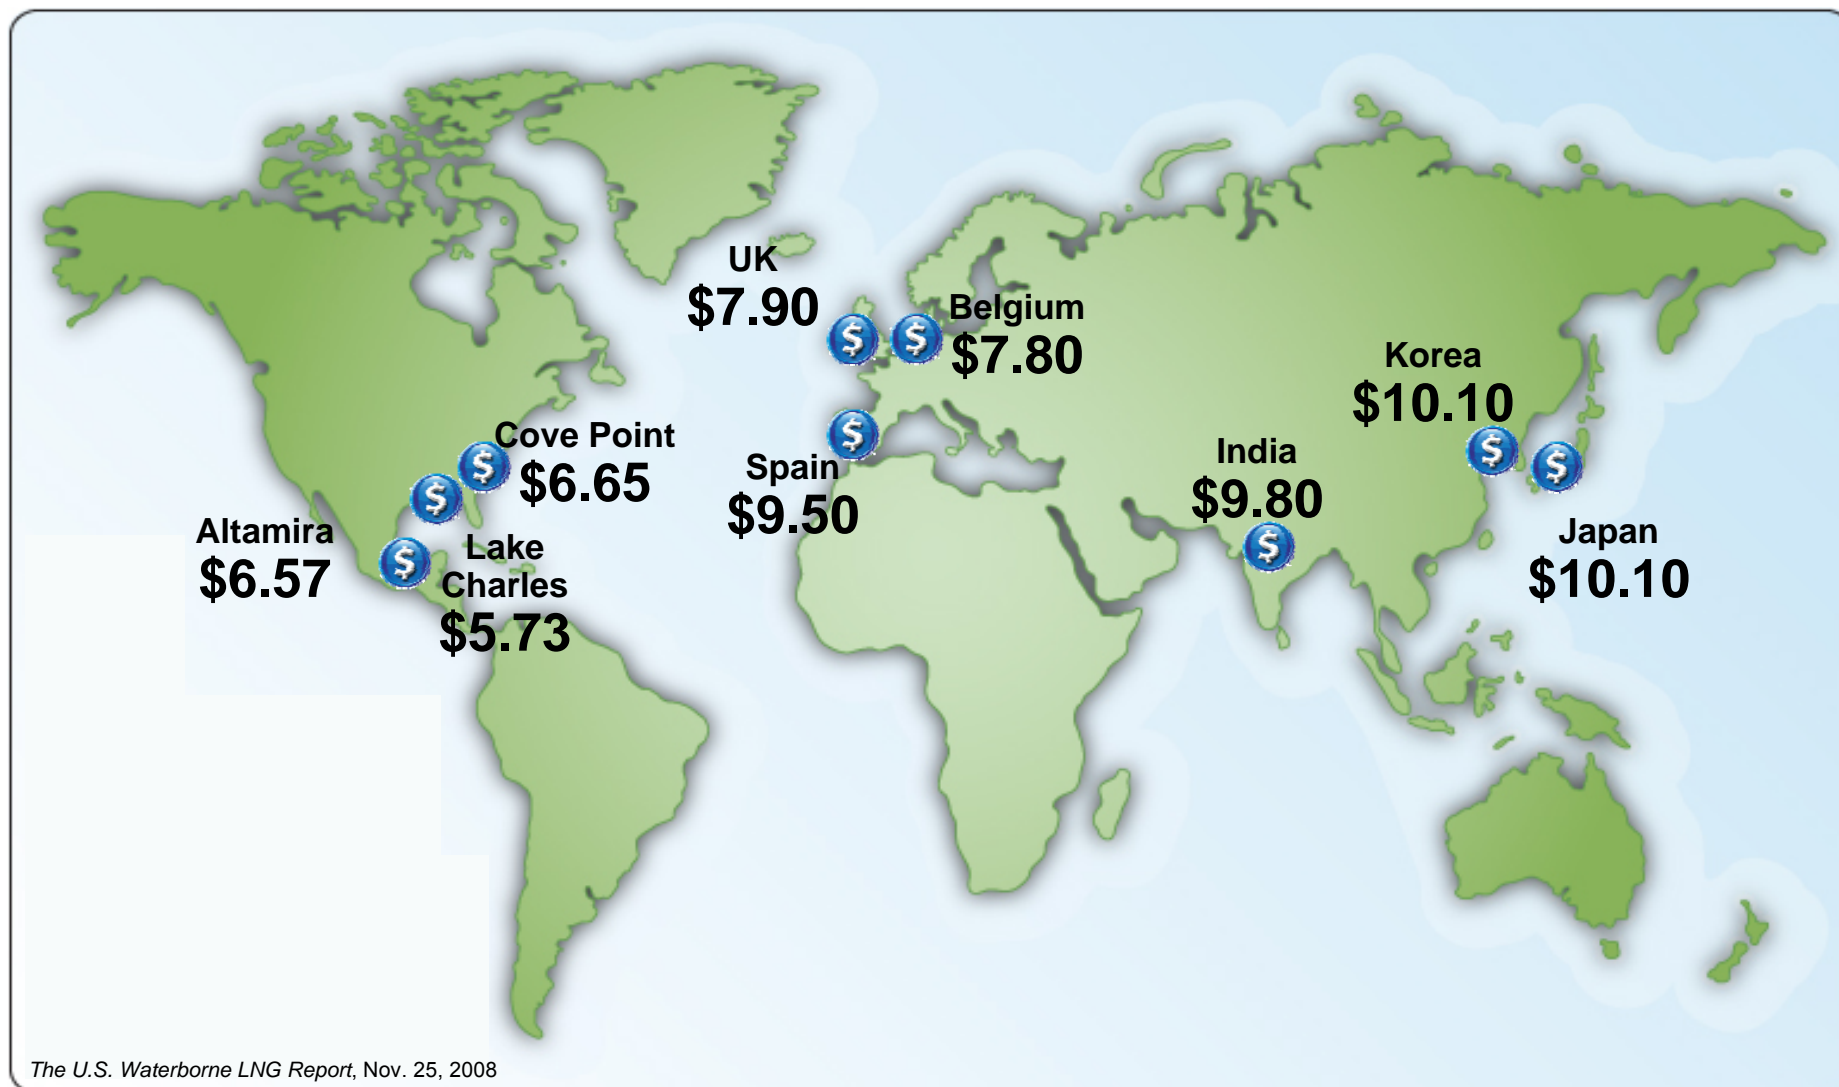 UK
$7.90
Belgium
$7.80
Korea
$10.10
Cove Point
$6.65
Spain
$9.50
India
$9.80
Altamira
$6.57
Lake
Charles
$5.73
Japan
$10.10
The U.S. Waterborne LNG Report, Nov. 25, 2008